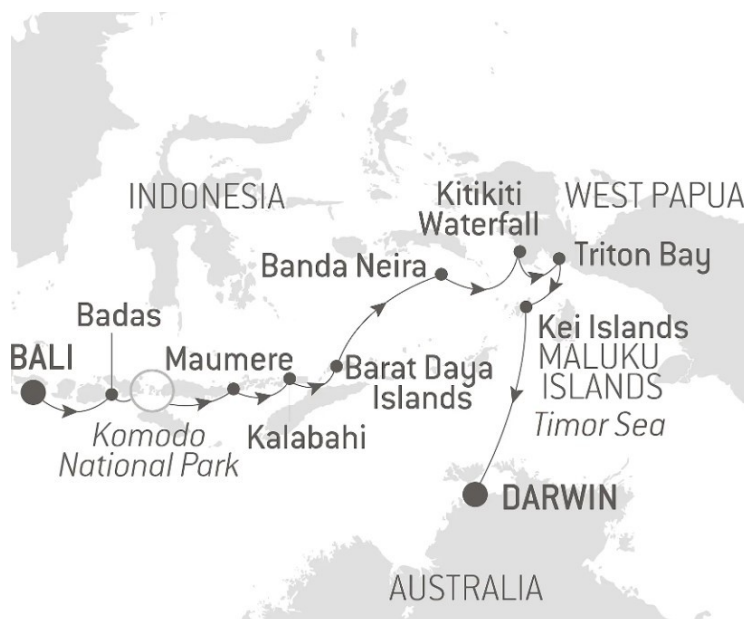 INDONESIA
Kitikiti
Waterfall
WEST PAPUA
Triton Bay
Banda Neira
Badas
BALI
Maumere
Barat Daya
Islands
Kei Islands
MALUKU
ISLANDS
Timor Sea
Komodo
National Park
Kalabahi
DARWIN
AUSTRALIA